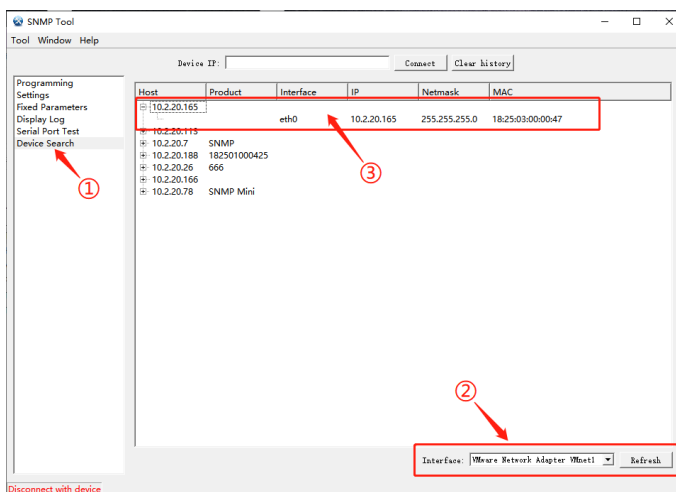 SNMP Tool
Tool Window Help
Device IP: Connect Clear history
Programming
Settings
Fixed Parameters
Display Log
Serial Port Test
Device Search
①
Host Product Interface IP Netmask MAC
10.2.20.165
eth0 10.2.20.165 255.255.255.0 18:25:03:00:00:47
10.2.20.113
10.2.20.7 SNMP
10.2.20.188 182501000425
10.2.20.26 666
10.2.20.166
10.2.20.78 SNMP Mini
③
②
Interface: VMware Network Adapter VMnet1 Refresh
Disconnect with device